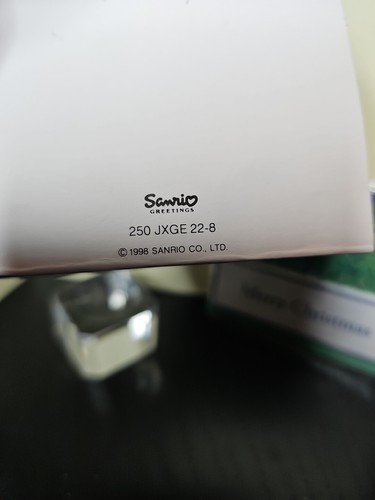 Sanrio
GREETINGS
250 JXGE 22-8
© 1998 SANRIO CO., LTD.
Merry Christmas